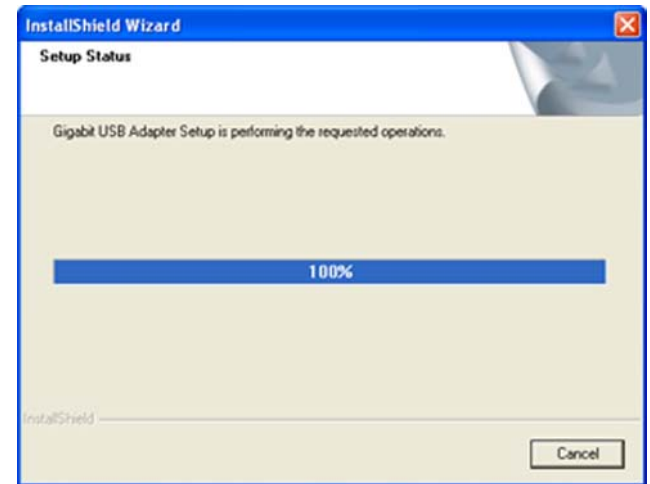 InstallShield Wizard
Setup Status
Gigabit USB Adapter Setup is performing the requested operations.
100%
InstallShield
Cancel